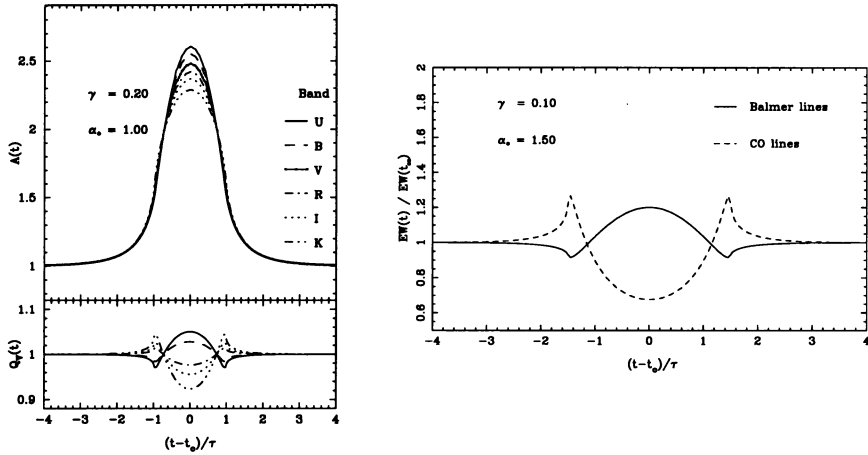 2.5
2
1.5
1
A(t)
γ = 0.20
α₀ = 1.00
Band
U
B
V
R
I
K
1.1
1
0.9
Q_V(t)
−4 −3 −2 −1 0 1 2 3 4
(t−t₀)/τ
2
1.8
1.6
1.4
1.2
1
0.8
0.6
EW(t) / EW(t∞)
γ = 0.10
α₀ = 1.50
Balmer lines
CO lines
−4 −3 −2 −1 0 1 2 3 4
(t−t₀)/τ